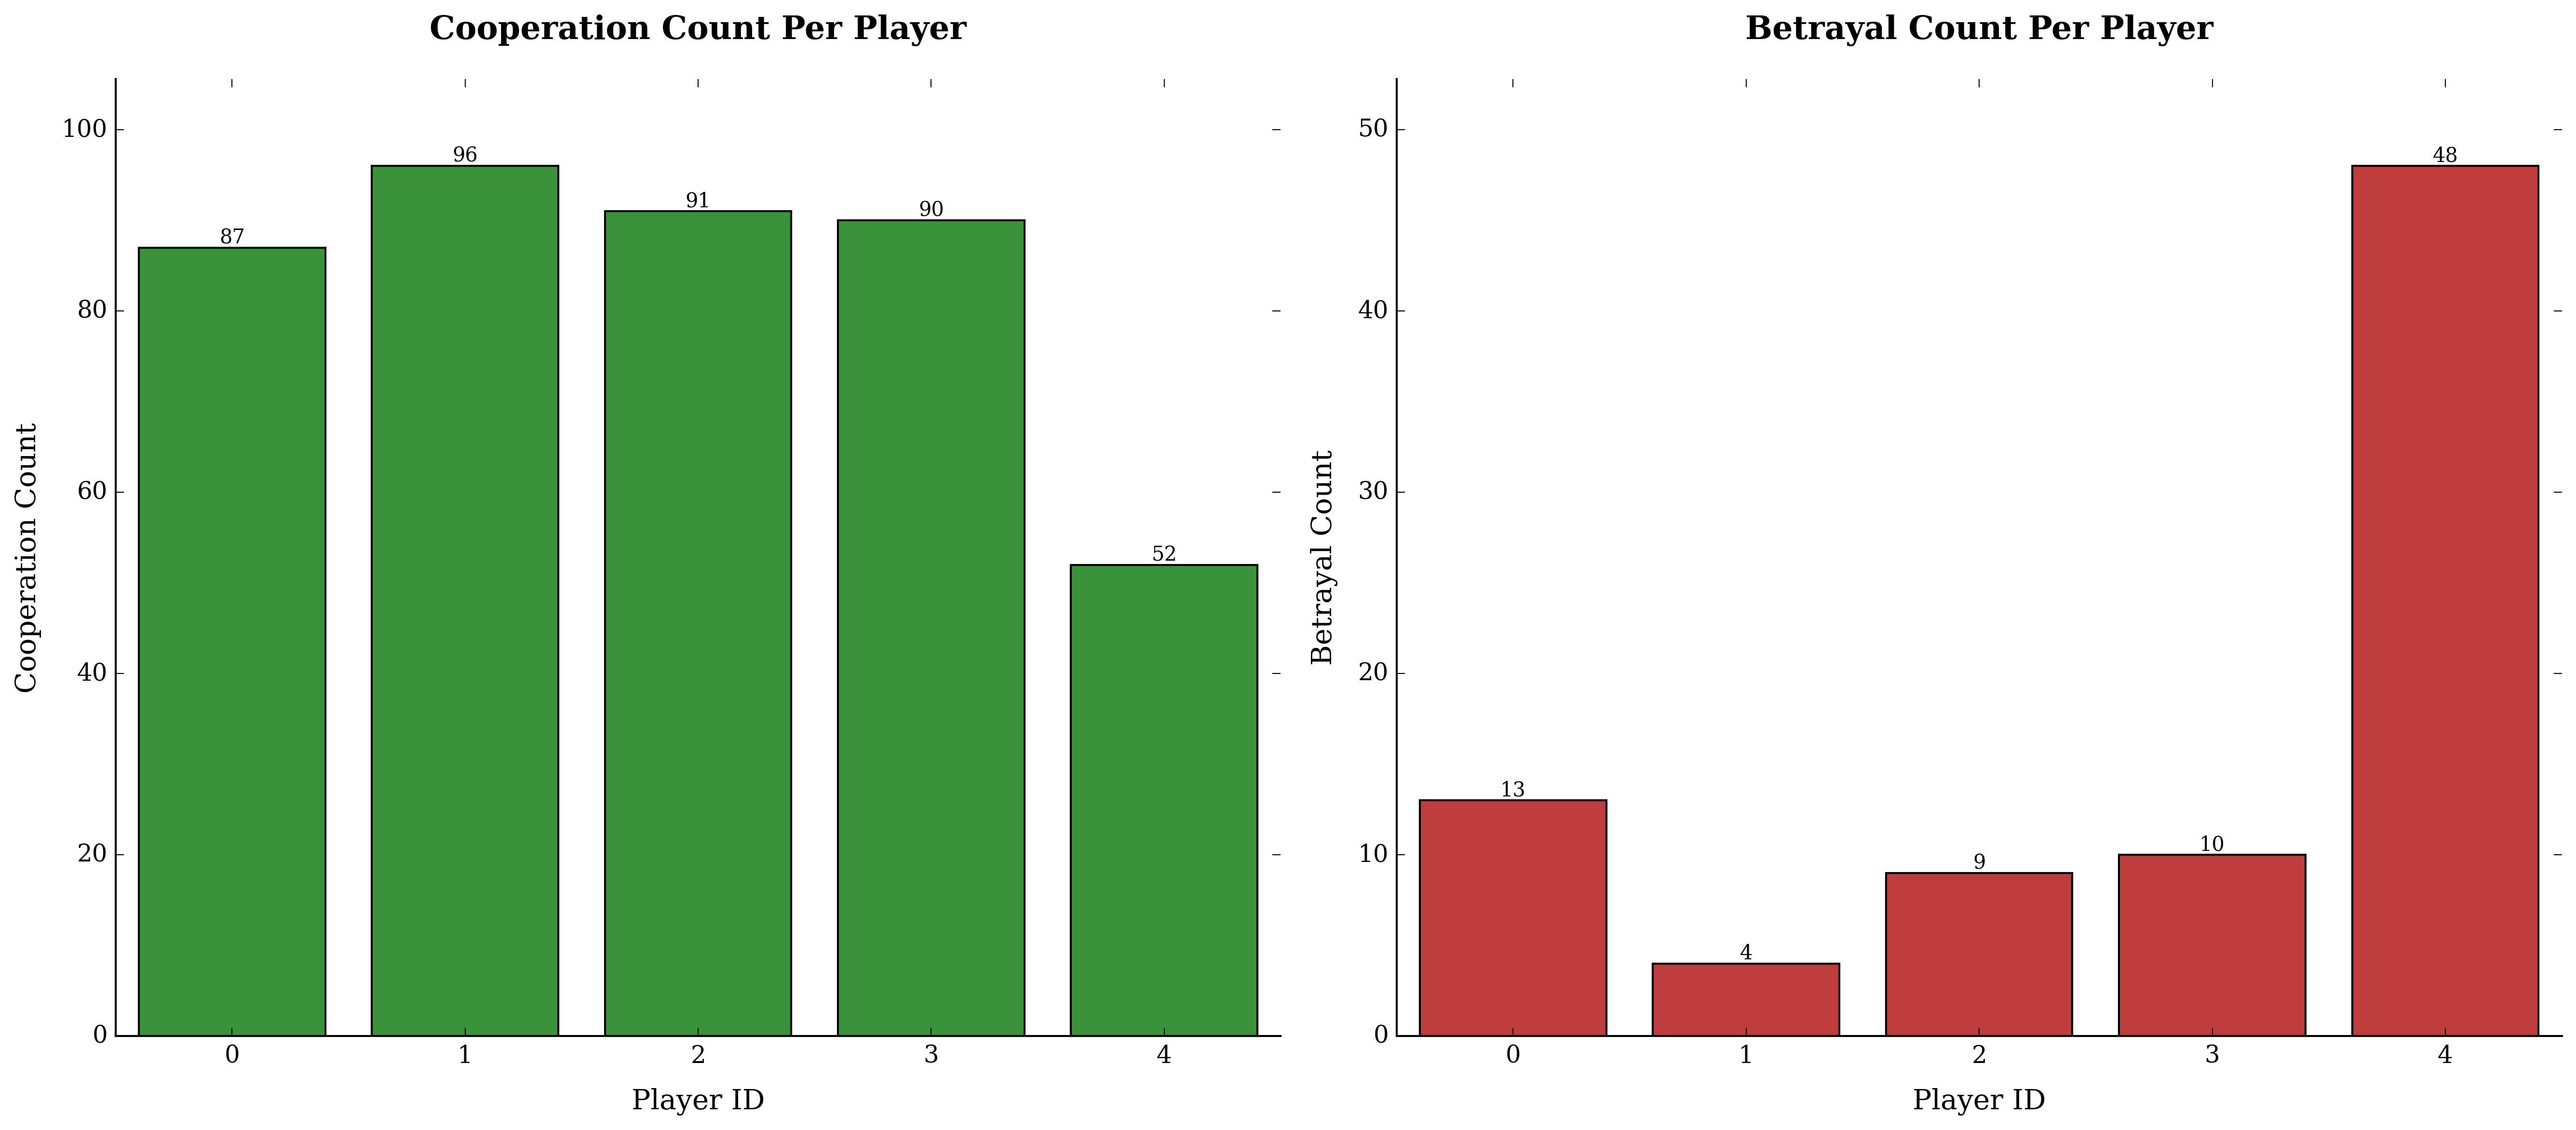 Cooperation Count Per Player
Cooperation Count
100
80
60
40
20
0
87
96
91
90
52
0 1 2 3 4
Player ID
Betrayal Count Per Player
Betrayal Count
50
40
30
20
10
0
13
4
9
10
48
0 1 2 3 4
Player ID